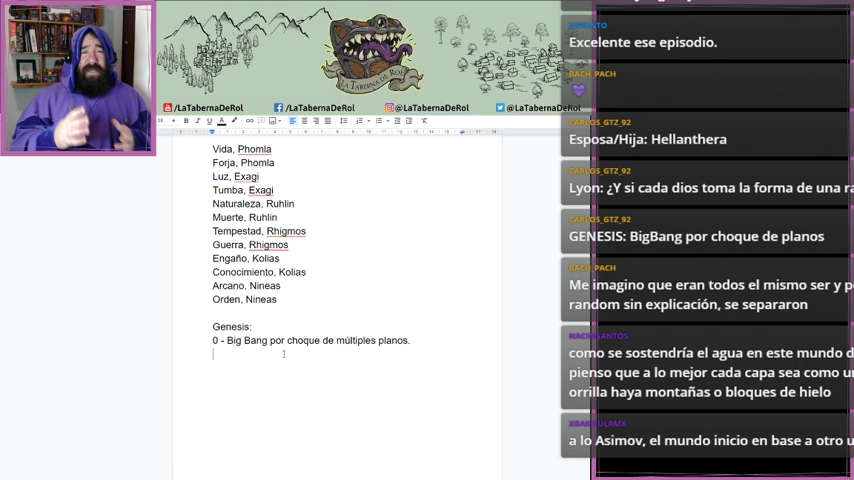 LA TABERNA DE ROL
/LaTabernaDeRol
/LaTabernaDeRol
@LaTabernaDeRol
/LaTabernaDeRol
Vida, Phomla
Forja, Phomla
Luz, Exagi
Tumba, Exagi
Naturaleza, Ruhlin
Muerte, Ruhlin
Tempestad, Rhigmos
Guerra, Rhigmos
Engaño, Kolias
Conocimiento, Kolias
Arcano, Nineas
Orden, Nineas
Genesis:
0 - Big Bang por choque de múltiples planos.
Excelente ese episodio.
BACH_PACH
CARLOS_GTZ_92
Esposa/Hija: Hellanthera
CARLOS_GTZ_92
Lyon: ¿Y si cada dios toma la forma de una
CARLOS_GTZ_92
GENESIS: BigBang por choque de planos
BACH_PACH
Me imagino que eran todos el mismo ser y
random sin explicación, se separaron
como se sostendría el agua en este mundo
pienso que a lo mejor cada capa sea como
orrilla haya montañas o bloques de hielo
a lo Asimov, el mundo inicio en base a otro